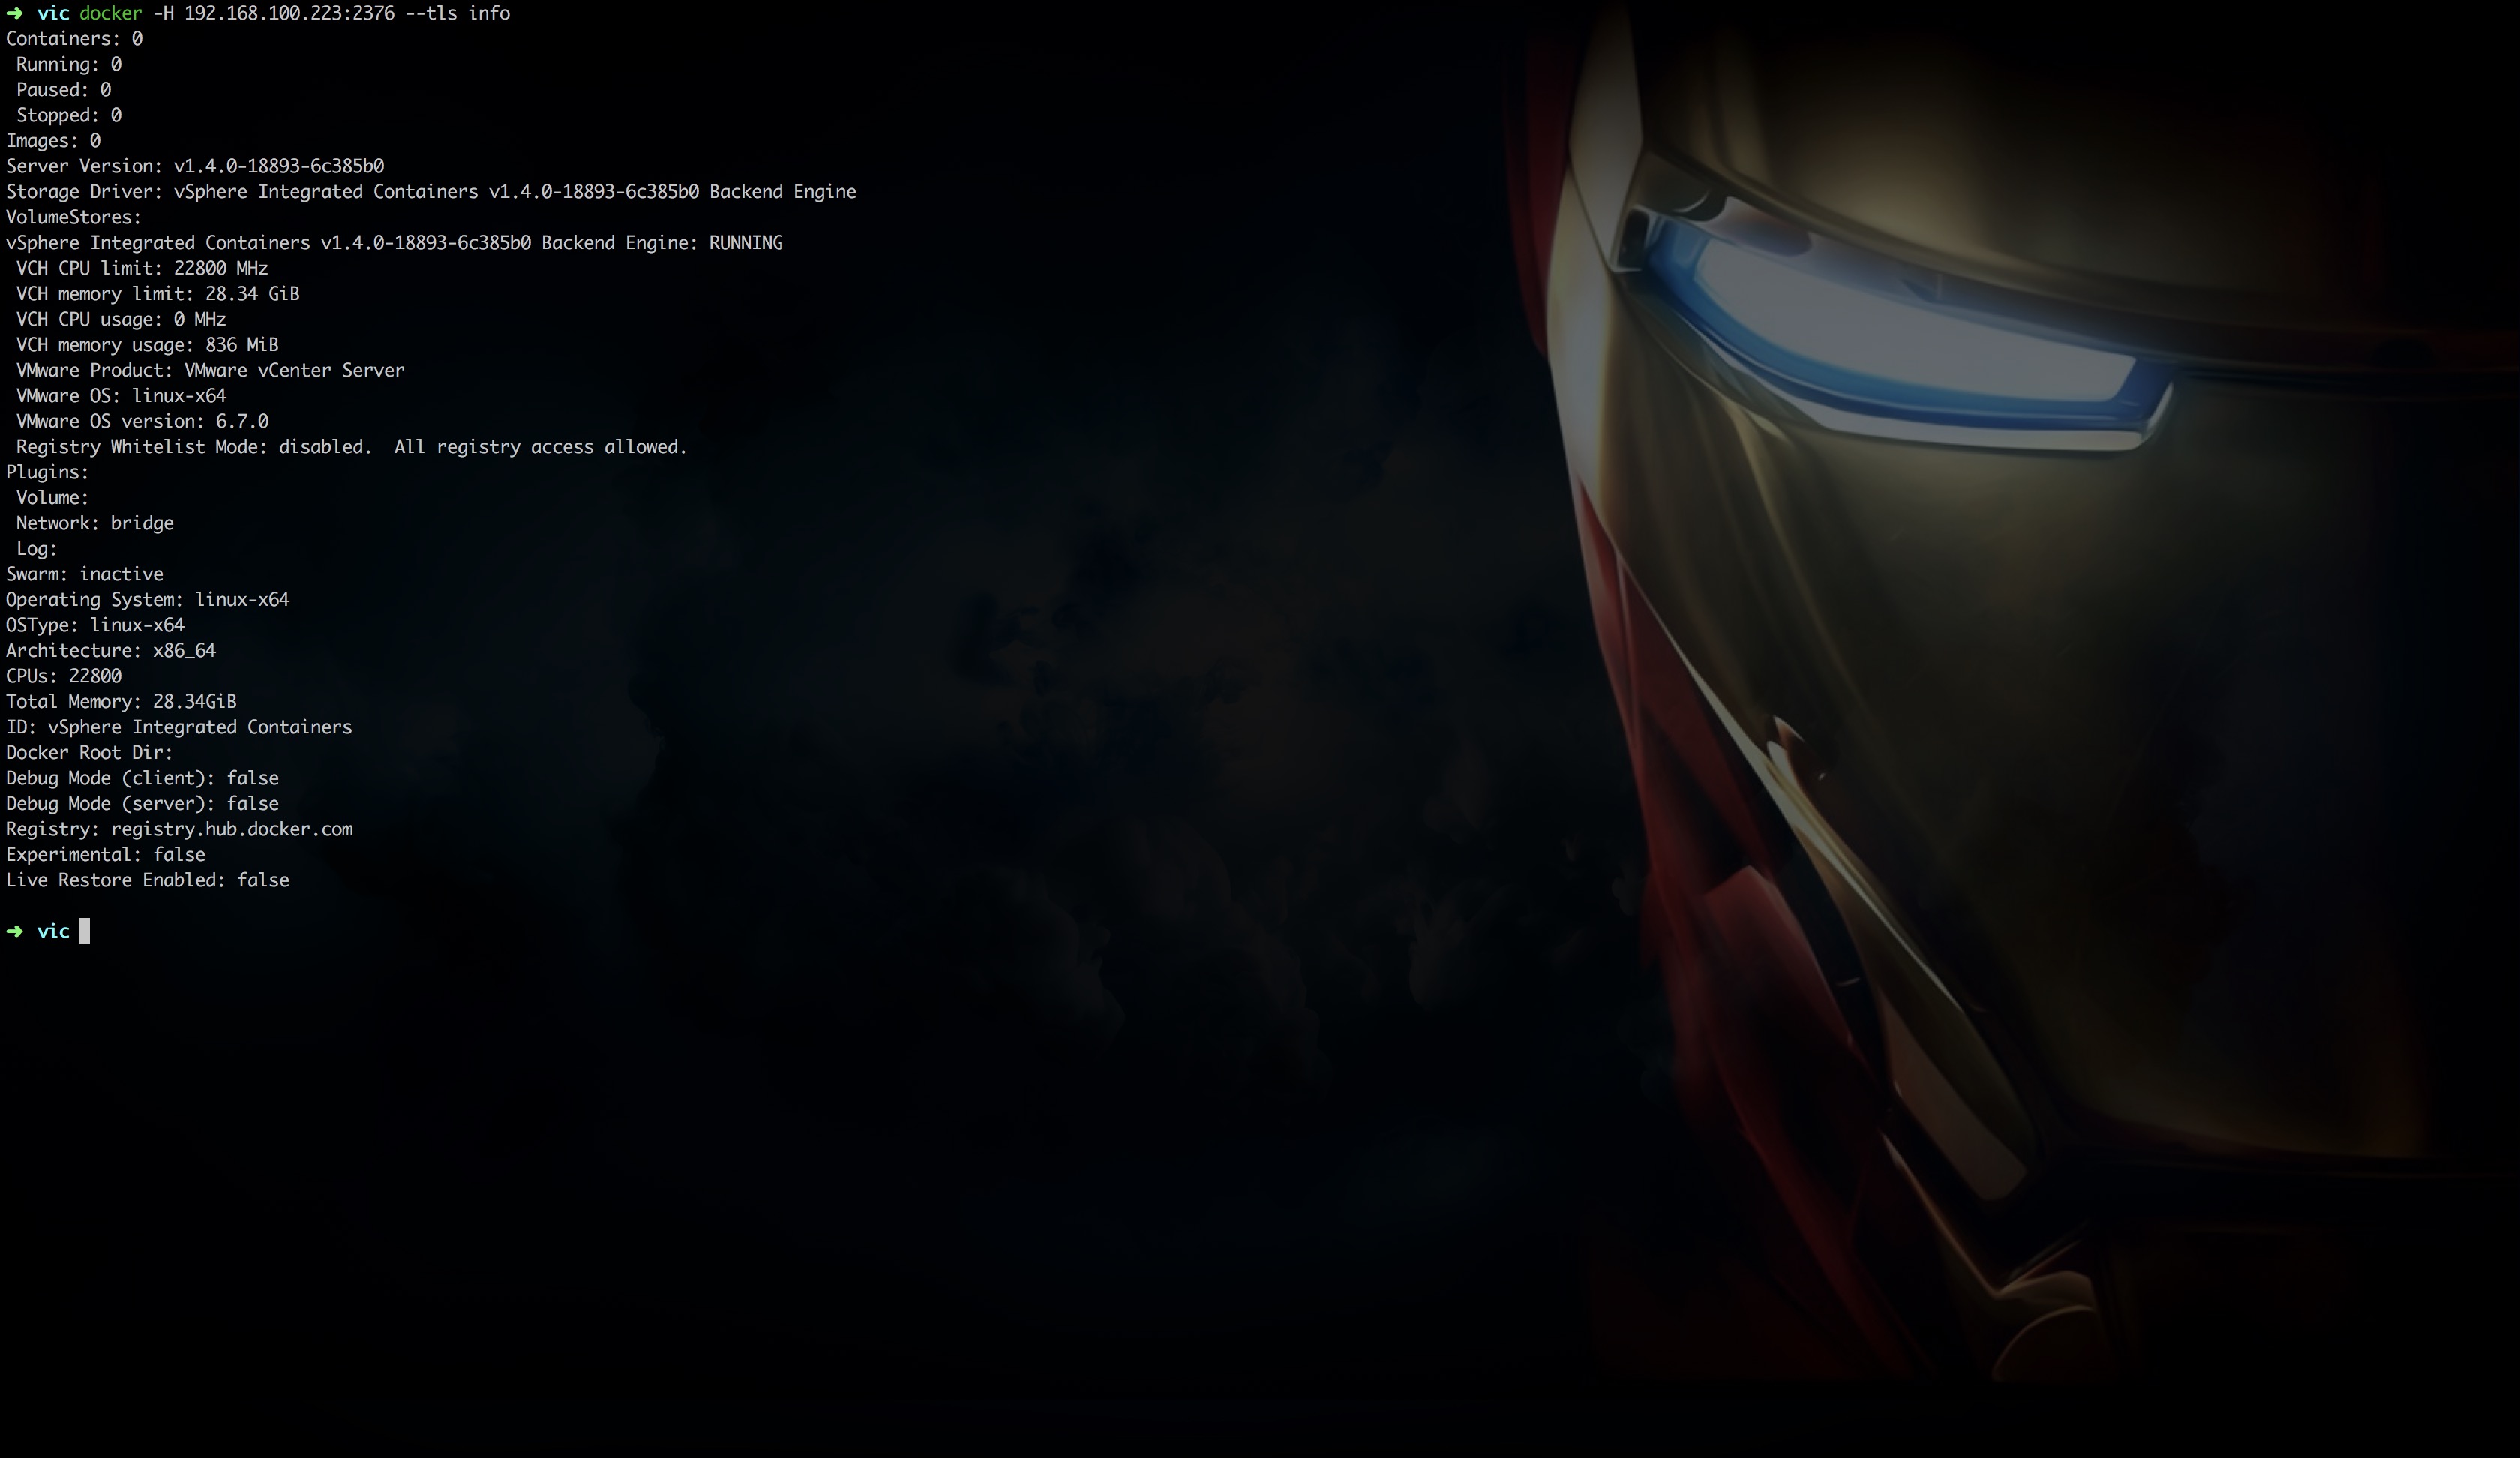 ➜ vic docker -H 192.168.100.223:2376 --tls info
Containers: 0
 Running: 0
 Paused: 0
 Stopped: 0
Images: 0
Server Version: v1.4.0-18893-6c385b0
Storage Driver: vSphere Integrated Containers v1.4.0-18893-6c385b0 Backend Engine
VolumeStores:
vSphere Integrated Containers v1.4.0-18893-6c385b0 Backend Engine: RUNNING
 VCH CPU limit: 22800 MHz
 VCH memory limit: 28.34 GiB
 VCH CPU usage: 0 MHz
 VCH memory usage: 836 MiB
 VMware Product: VMware vCenter Server
 VMware OS: linux-x64
 VMware OS version: 6.7.0
 Registry Whitelist Mode: disabled.  All registry access allowed.
Plugins:
 Volume:
 Network: bridge
 Log:
Swarm: inactive
Operating System: linux-x64
OSType: linux-x64
Architecture: x86_64
CPUs: 22800
Total Memory: 28.34GiB
ID: vSphere Integrated Containers
Docker Root Dir:
Debug Mode (client): false
Debug Mode (server): false
Registry: registry.hub.docker.com
Experimental: false
Live Restore Enabled: false
➜ vic